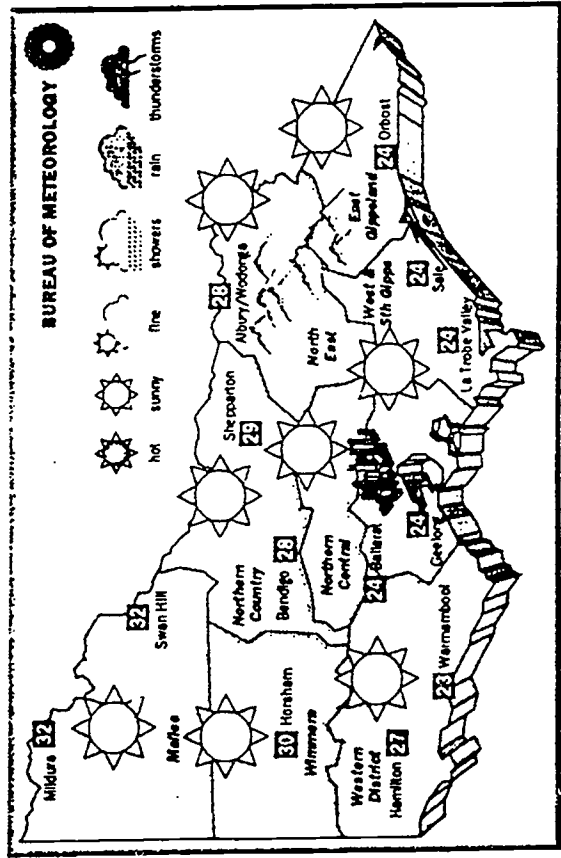 BUREAU OF METEOROLOGY
hot
sunny
fine
showers
rain
thunderstorms
Mildura 32
32
Swan Hill
Mallee
30 Horsham
Wimmera
Northern
Country
Bendigo 28
Shepparton
29
28
Albury/Wodonga
North
East
Northern
Central
Western
District
Hamilton 27
23 Warrnambool
24 Ballarat
24
Geelong
West &
Sth Gipps
East
Gippsland
24 Orbost
24
Sale
24
La Trobe Valley